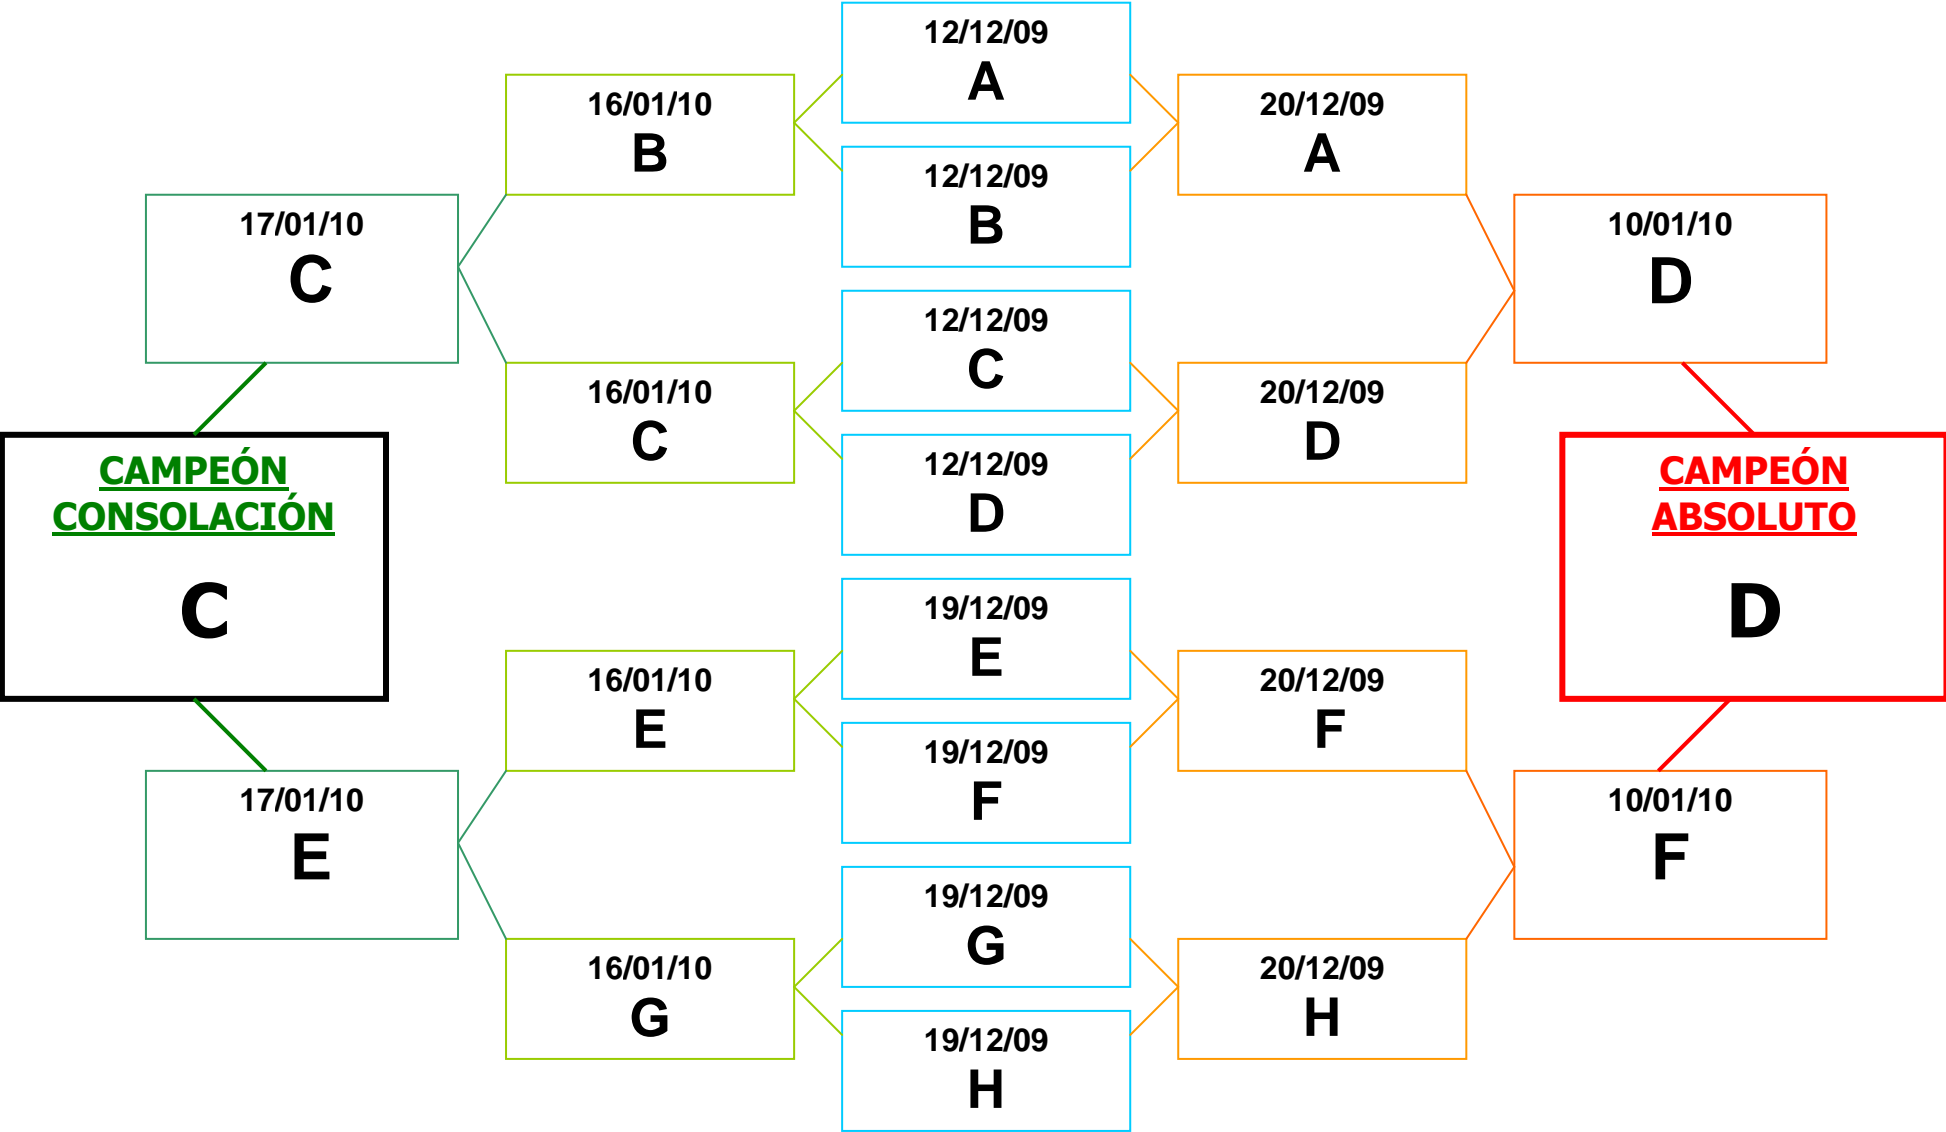 12/12/09
A
16/01/10
B
20/12/09
A
12/12/09
B
17/01/10
C
10/01/10
D
12/12/09
C
16/01/10
C
20/12/09
D
12/12/09
D
CAMPEÓN
CONSOLACIÓN
C
CAMPEÓN
ABSOLUTO
D
19/12/09
E
16/01/10
E
20/12/09
F
19/12/09
F
17/01/10
E
10/01/10
F
19/12/09
G
16/01/10
G
20/12/09
H
19/12/09
H